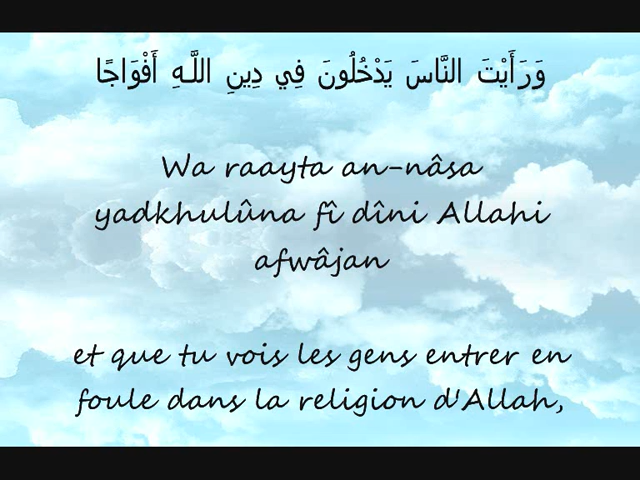 وَرَأَيْتَ النَّاسَ يَدْخُلُونَ فِي دِينِ اللَّـهِ أَفْوَاجًا
Wa raayta an-nâsa
yadkhulûna fî dîni Allahi
afwâjan
et que tu vois les gens entrer en
foule dans la religion d'Allah,